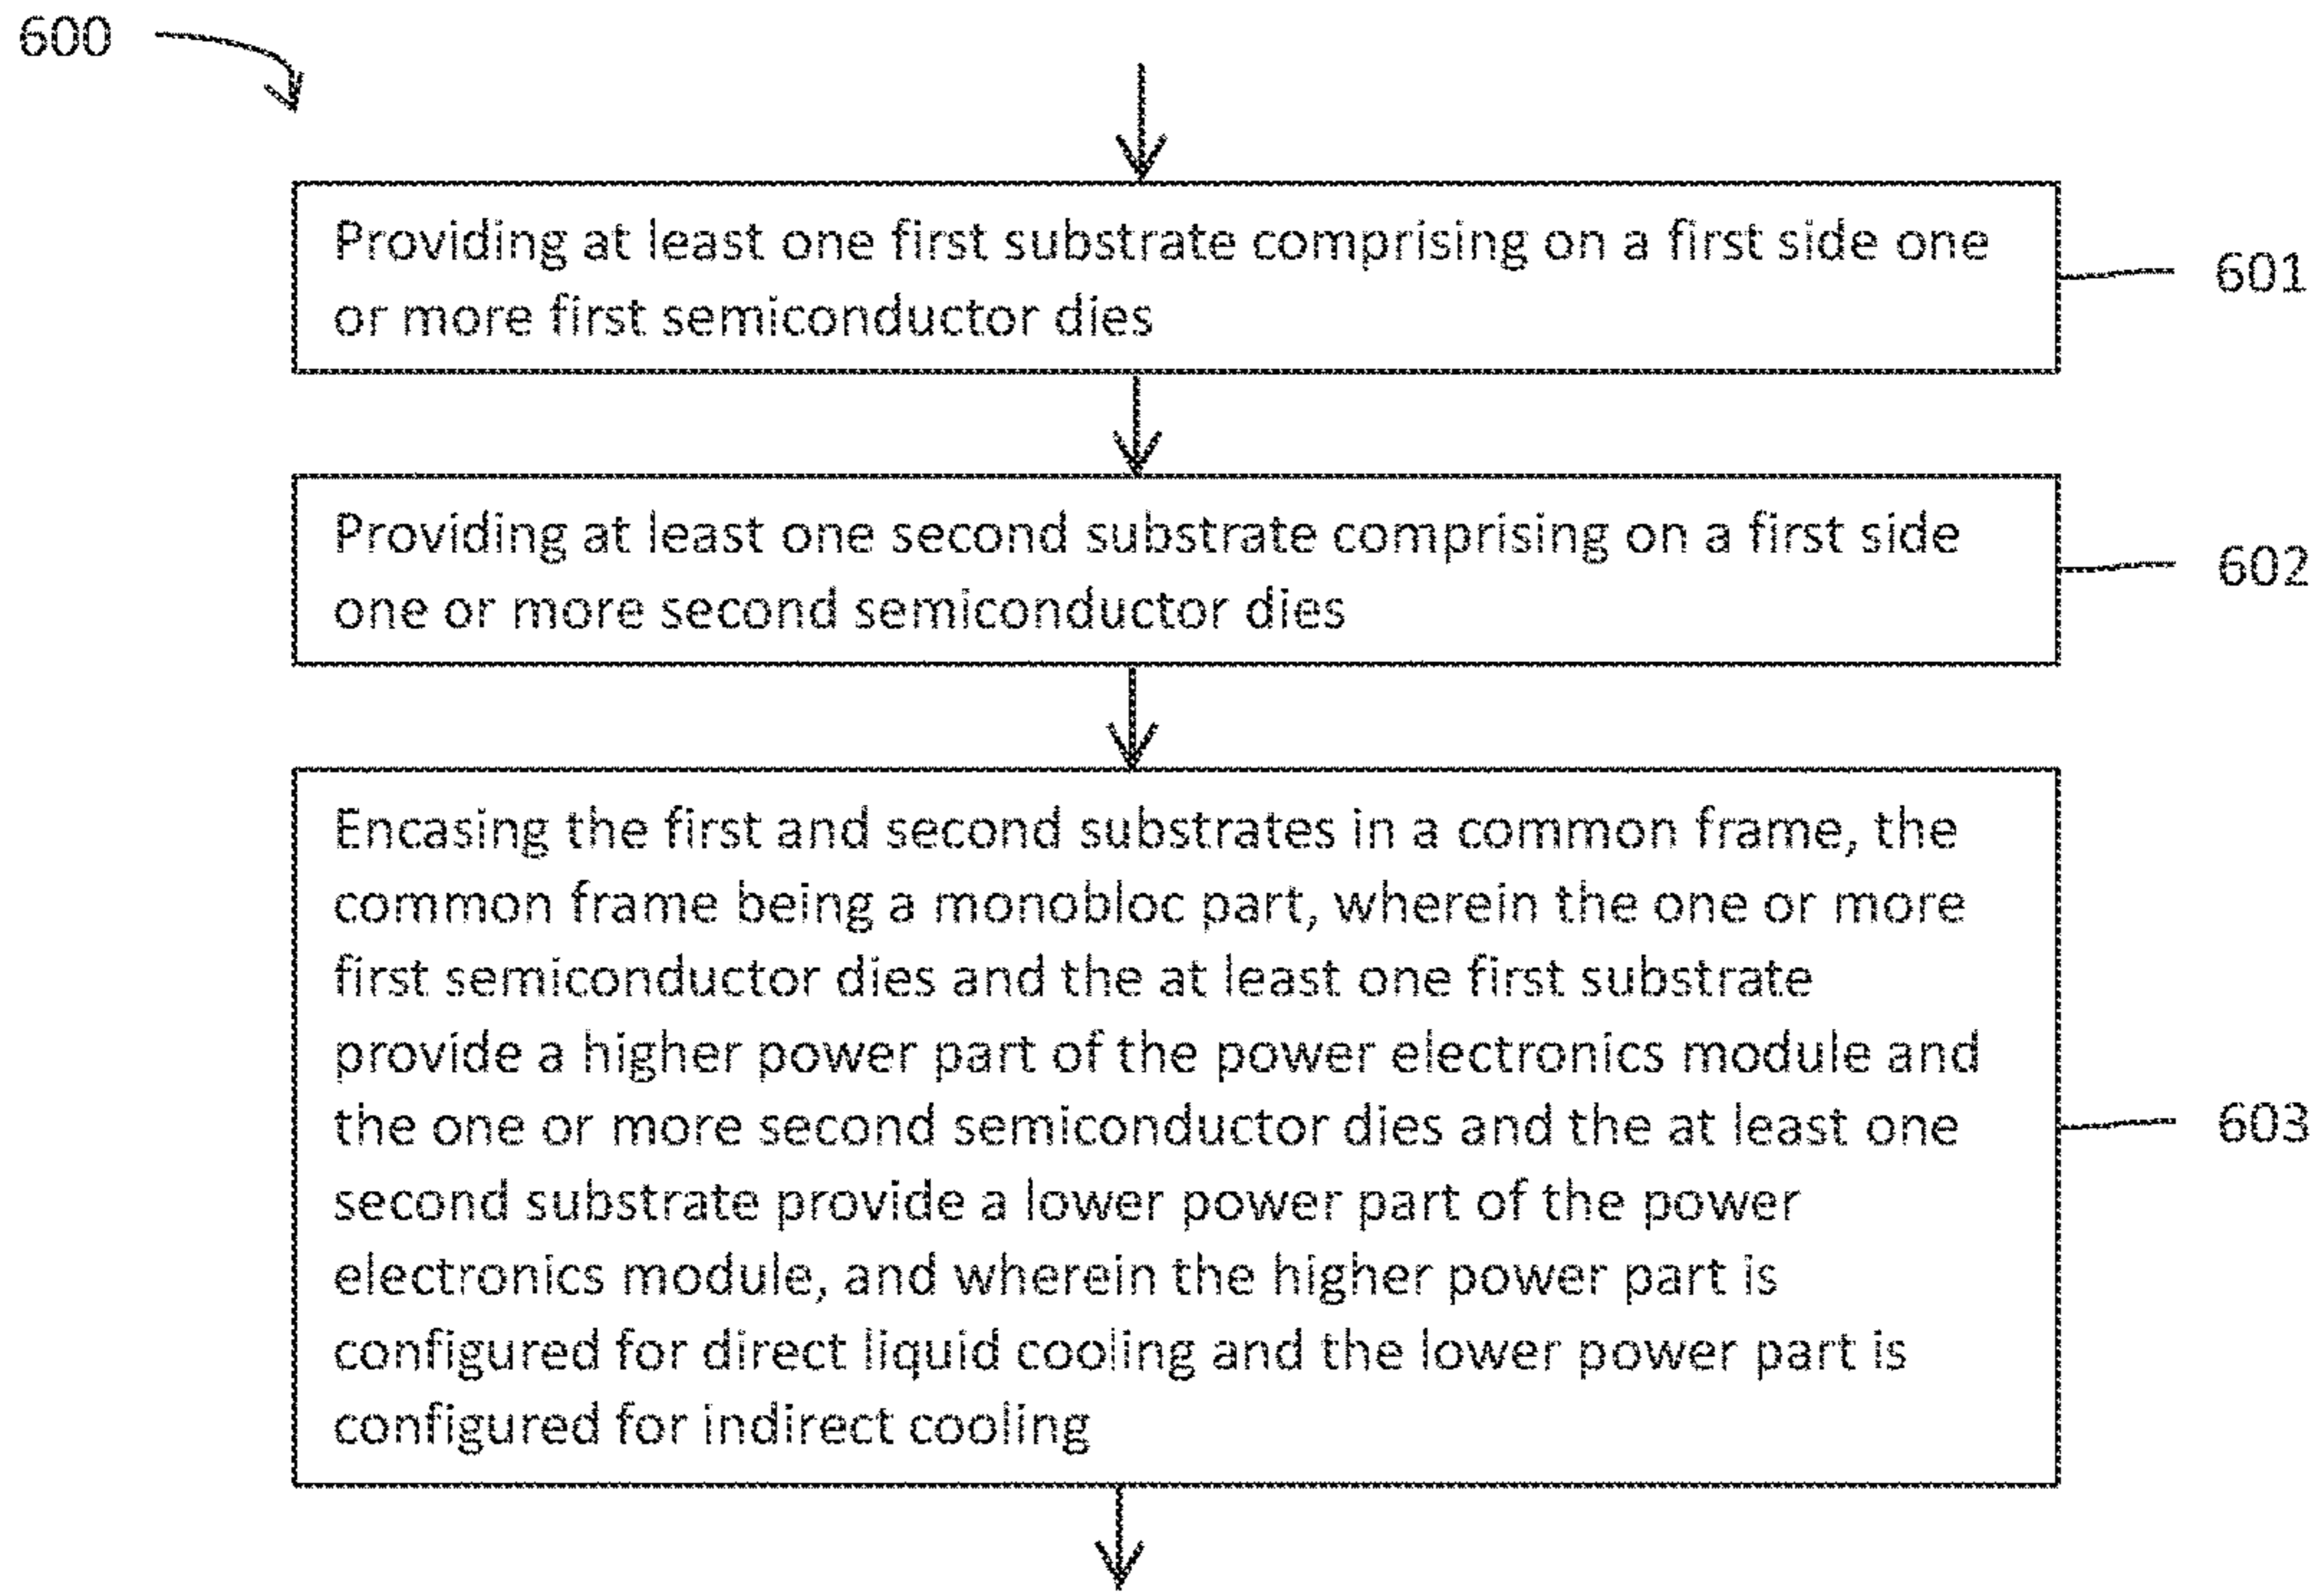 600
Providing at least one first substrate comprising on a first side one
or more first semiconductor dies
601
Providing at least one second substrate comprising on a first side
one or more second semiconductor dies
602
Encasing the first and second substrates in a common frame, the
common frame being a monobloc part, wherein the one or more
first semiconductor dies and the at least one first substrate
provide a higher power part of the power electronics module and
the one or more second semiconductor dies and the at least one
second substrate provide a lower power part of the power
electronics module, and wherein the higher power part is
configured for direct liquid cooling and the lower power part is
configured for indirect cooling
603